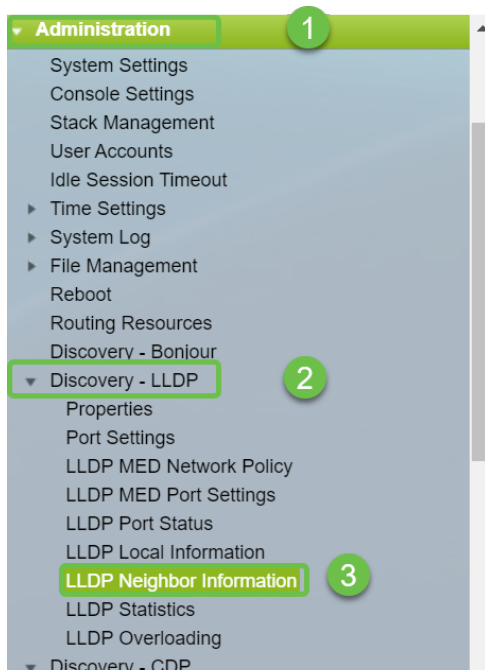 Administration 1
System Settings
Console Settings
Stack Management
User Accounts
Idle Session Timeout
Time Settings
System Log
File Management
Reboot
Routing Resources
Discovery - Bonjour
Discovery - LLDP 2
Properties
Port Settings
LLDP MED Network Policy
LLDP MED Port Settings
LLDP Port Status
LLDP Local Information
LLDP Neighbor Information 3
LLDP Statistics
LLDP Overloading
Discovery - CDP